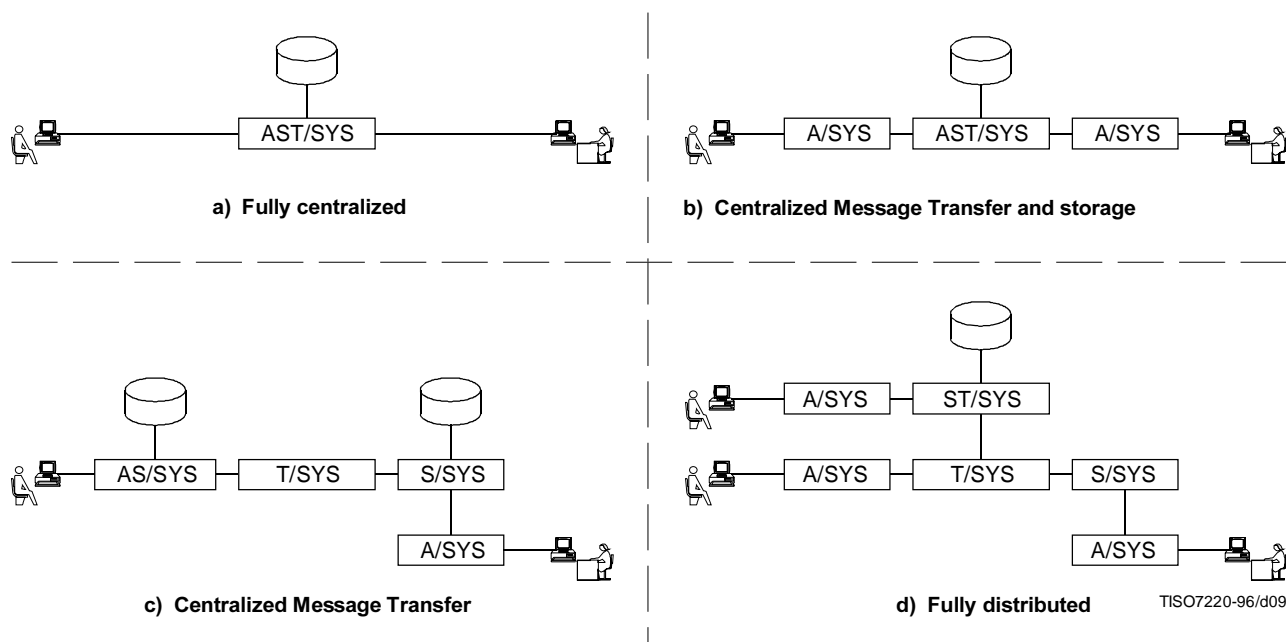 AST/SYS
a) Fully centralized
A/SYS
AST/SYS
A/SYS
b) Centralized Message Transfer and storage
AS/SYS
T/SYS
S/SYS
A/SYS
c) Centralized Message Transfer
A/SYS
ST/SYS
A/SYS
T/SYS
S/SYS
A/SYS
d) Fully distributed
TISO7220-96/d09